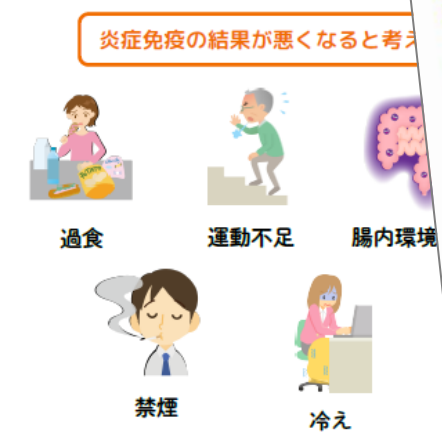 炎症免疫の結果が悪くなると考え
過食
運動不足
腸内環境
禁煙
冷え